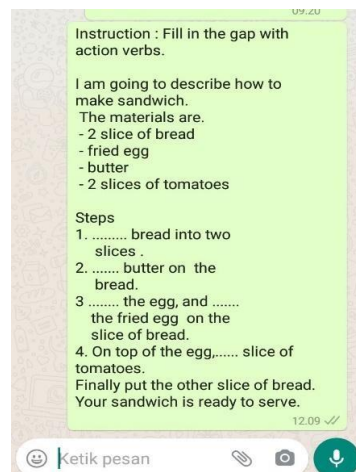 09.20
Instruction : Fill in the gap with
action verbs.
I am going to describe how to
make sandwich.
The materials are.
- 2 slice of bread
- fried egg
- butter
- 2 slices of tomatoes
Steps
1. ......... bread into two
slices .
2. ....... butter on the
bread.
3 ........ the egg, and .......
the fried egg on the
slice of bread.
4. On top of the egg,...... slice of
tomatoes.
Finally put the other slice of bread.
Your sandwich is ready to serve.
12.09
Ketik pesan